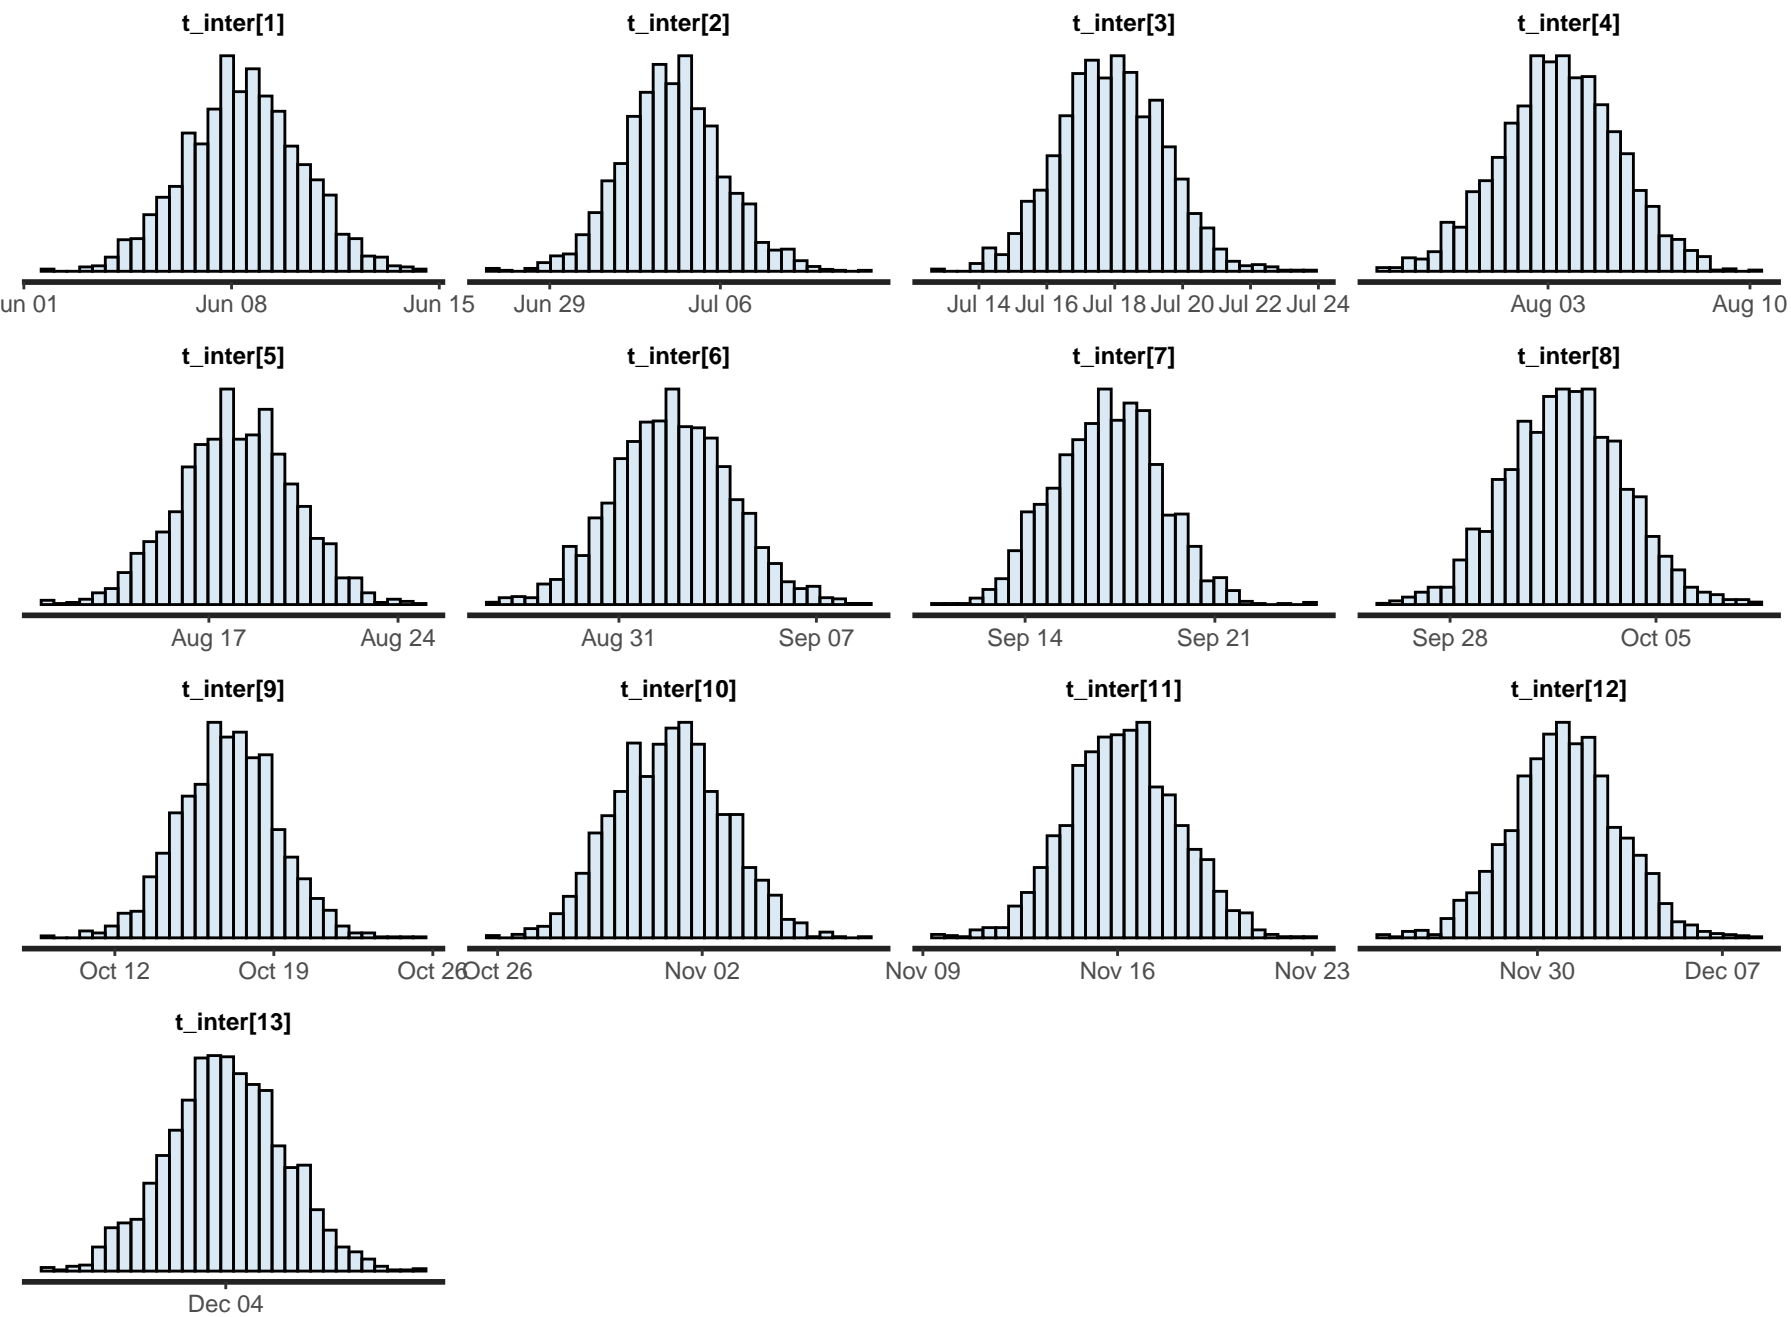 t_inter[1] t_inter[2] t_inter[3] t_inter[4]
un 01 Jun 08 Jun 15 Jun 29 Jul 06 Jul 14 Jul 16 Jul 18 Jul 20 Jul 22 Jul 24 Aug 03 Aug 10
t_inter[5] t_inter[6] t_inter[7] t_inter[8]
Aug 17 Aug 24 Aug 31 Sep 07 Sep 14 Sep 21 Sep 28 Oct 05
t_inter[9] t_inter[10] t_inter[11] t_inter[12]
Oct 12 Oct 19 Oct 26 Oct 26 Nov 02 Nov 09 Nov 16 Nov 23 Nov 30 Dec 07
t_inter[13]
Dec 04